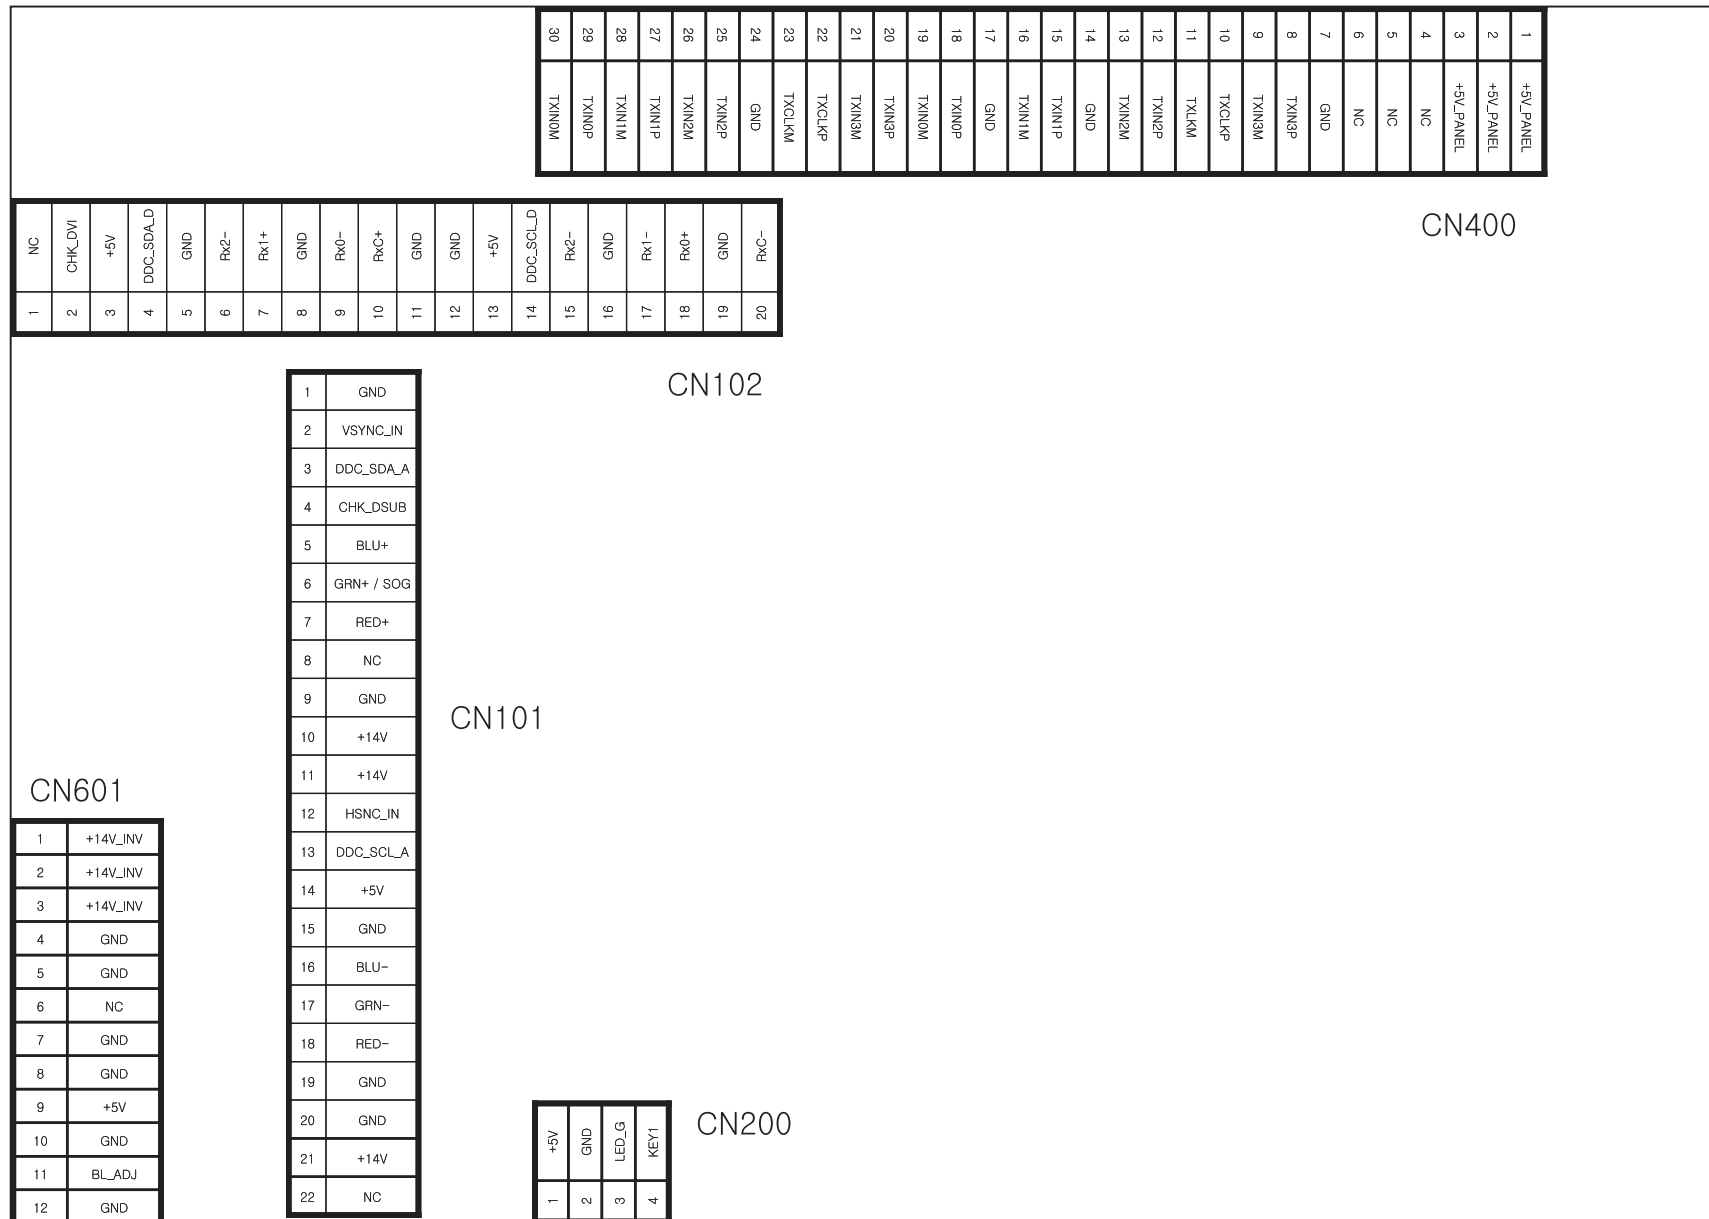 30 29 28 27 26 25 24 23 22 21 20 19 18 17 16 15 14 13 12 11 10 9 8 7 6 5 4 3 2 1
TXIN0M TXIN0P TXIN1M TXIN1P TXIN2M TXIN2P GND TXCLKM TXCLKP TXIN3M TXIN3P TXIN0M TXIN0P GND TXIN1M TXIN1P GND TXIN2M TXIN2P TXLKM TXCLKP TXIN3M TXIN3P GND NC NC NC +5V_PANEL +5V_PANEL +5V_PANEL
CN400
NC CHK_DVI +5V DDC_SDA_D GND Rx2- Rx1+ GND Rx0- RxC+ GND GND +5V DDC_SCL_D Rx2- GND Rx1- Rx0+ GND RxC-
1 2 3 4 5 6 7 8 9 10 11 12 13 14 15 16 17 18 19 20
CN102
1 GND
2 VSYNC_IN
3 DDC_SDA_A
4 CHK_DSUB
5 BLU+
6 GRN+ / SOG
7 RED+
8 NC
9 GND
10 +14V
11 +14V
12 HSNC_IN
13 DDC_SCL_A
14 +5V
15 GND
16 BLU-
17 GRN-
18 RED-
19 GND
20 GND
21 +14V
22 NC
CN101
CN601
1 +14V_INV
2 +14V_INV
3 +14V_INV
4 GND
5 GND
6 NC
7 GND
8 GND
9 +5V
10 GND
11 BL_ADJ
12 GND
CN200
+5V GND LED_G KEY1
1 2 3 4